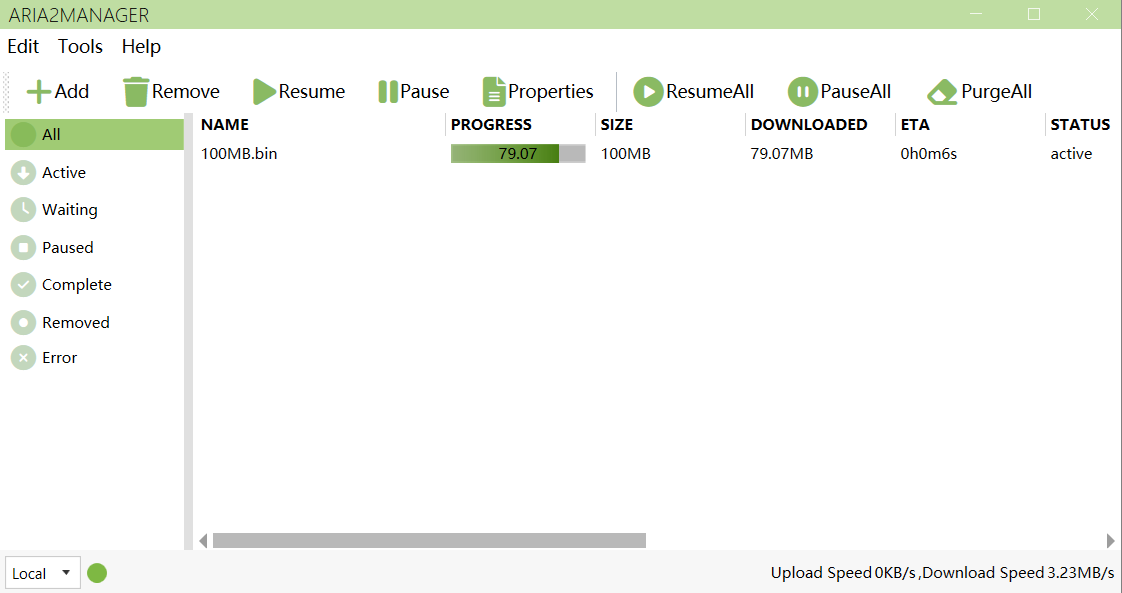 ARIA2MANAGER
Edit Tools Help
Add Remove Resume Pause Properties ResumeAll PauseAll PurgeAll
All
Active
Waiting
Paused
Complete
Removed
Error
NAME PROGRESS SIZE DOWNLOADED ETA STATUS
100MB.bin 79.07 100MB 79.07MB 0h0m6s active
Local Upload Speed 0KB/s ,Download Speed 3.23MB/s